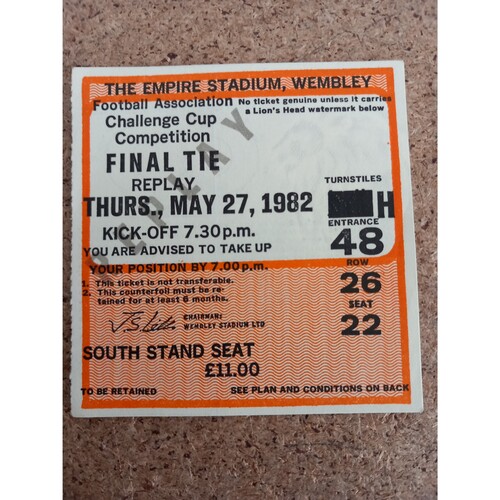 THE EMPIRE STADIUM, WEMBLEY
Football Association
Challenge Cup
Competition
No ticket genuine unless it carries
a Lion's Head watermark below
FINAL TIE
REPLAY
REPLAY
THURS., MAY 27, 1982
KICK-OFF 7.30 p.m.
YOU ARE ADVISED TO TAKE UP
YOUR POSITION BY 7.00 p.m.
TURNSTILES
H
ENTRANCE
48
ROW
26
SEAT
22
1. This ticket is not transferable.
2. This counterfoil must be re-
tained for at least 6 months.
CHAIRMAN:
WEMBLEY STADIUM LTD
SOUTH STAND SEAT
£11.00
TO BE RETAINED
SEE PLAN AND CONDITIONS ON BACK